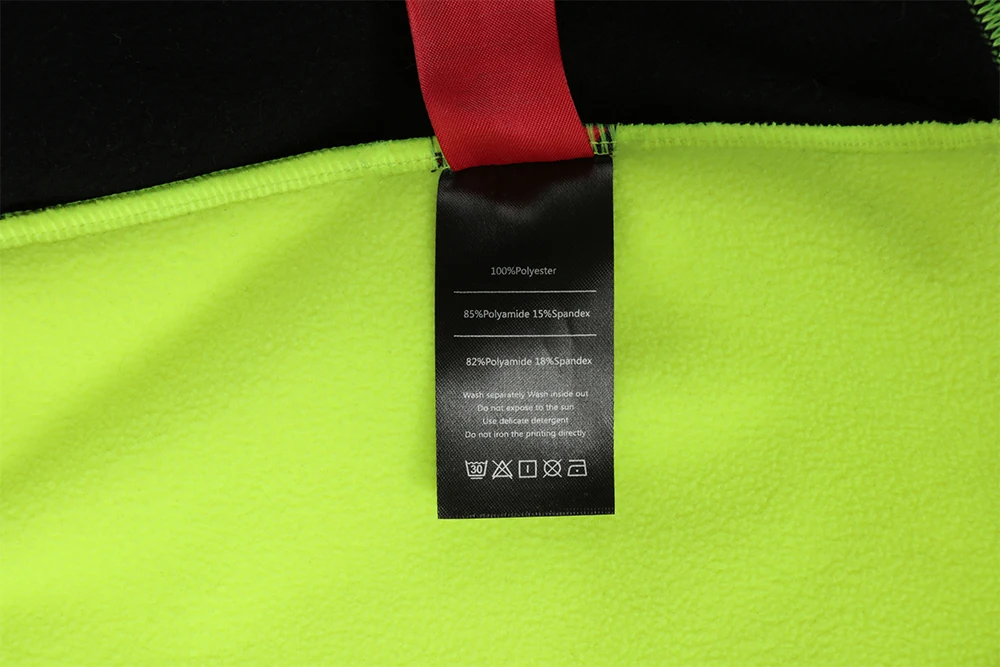 100%Polyester
85%Polyamide 15%Spandex
82%Polyamide 18%Spandex
Wash separately Wash inside out
Do not expose to the sun
Use delicate detergent
Do not iron the printing directly
30